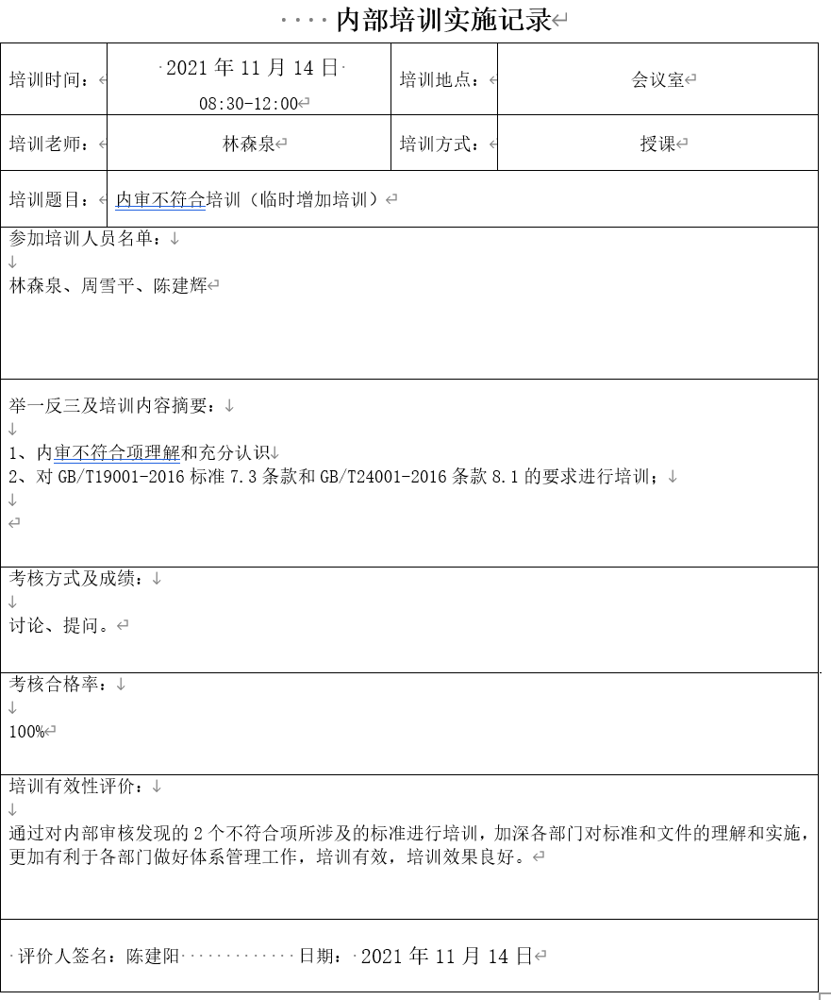 内部培训实施记录
培训时间： 2021 年 11 月 14 日 培训地点： 会议室
08:30-12:00
培训老师： 林森泉 培训方式： 授课
培训题目： 内审不符合培训（临时增加培训）
参加培训人员名单：
林森泉、周雪平、陈建辉
举一反三及培训内容摘要：
1、内审不符合项理解和充分认识
2、对 GB/T19001-2016 标准 7.3 条款和 GB/T24001-2016 条款 8.1 的要求进行培训；
考核方式及成绩：
讨论、提问。
考核合格率：
100%
培训有效性评价：
通过对内部审核发现的 2 个不符合项所涉及的标准进行培训，加深各部门对标准和文件的理解和实施，
更加有利于各部门做好体系管理工作，培训有效，培训效果良好。
评价人签名：陈建阳 日期： 2021 年 11 月 14 日